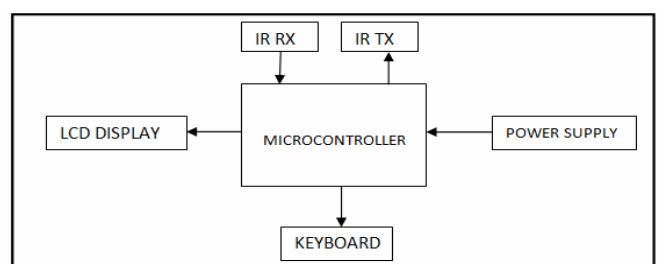 IR RX
IR TX
LCD DISPLAY
MICROCONTROLLER
POWER SUPPLY
KEYBOARD